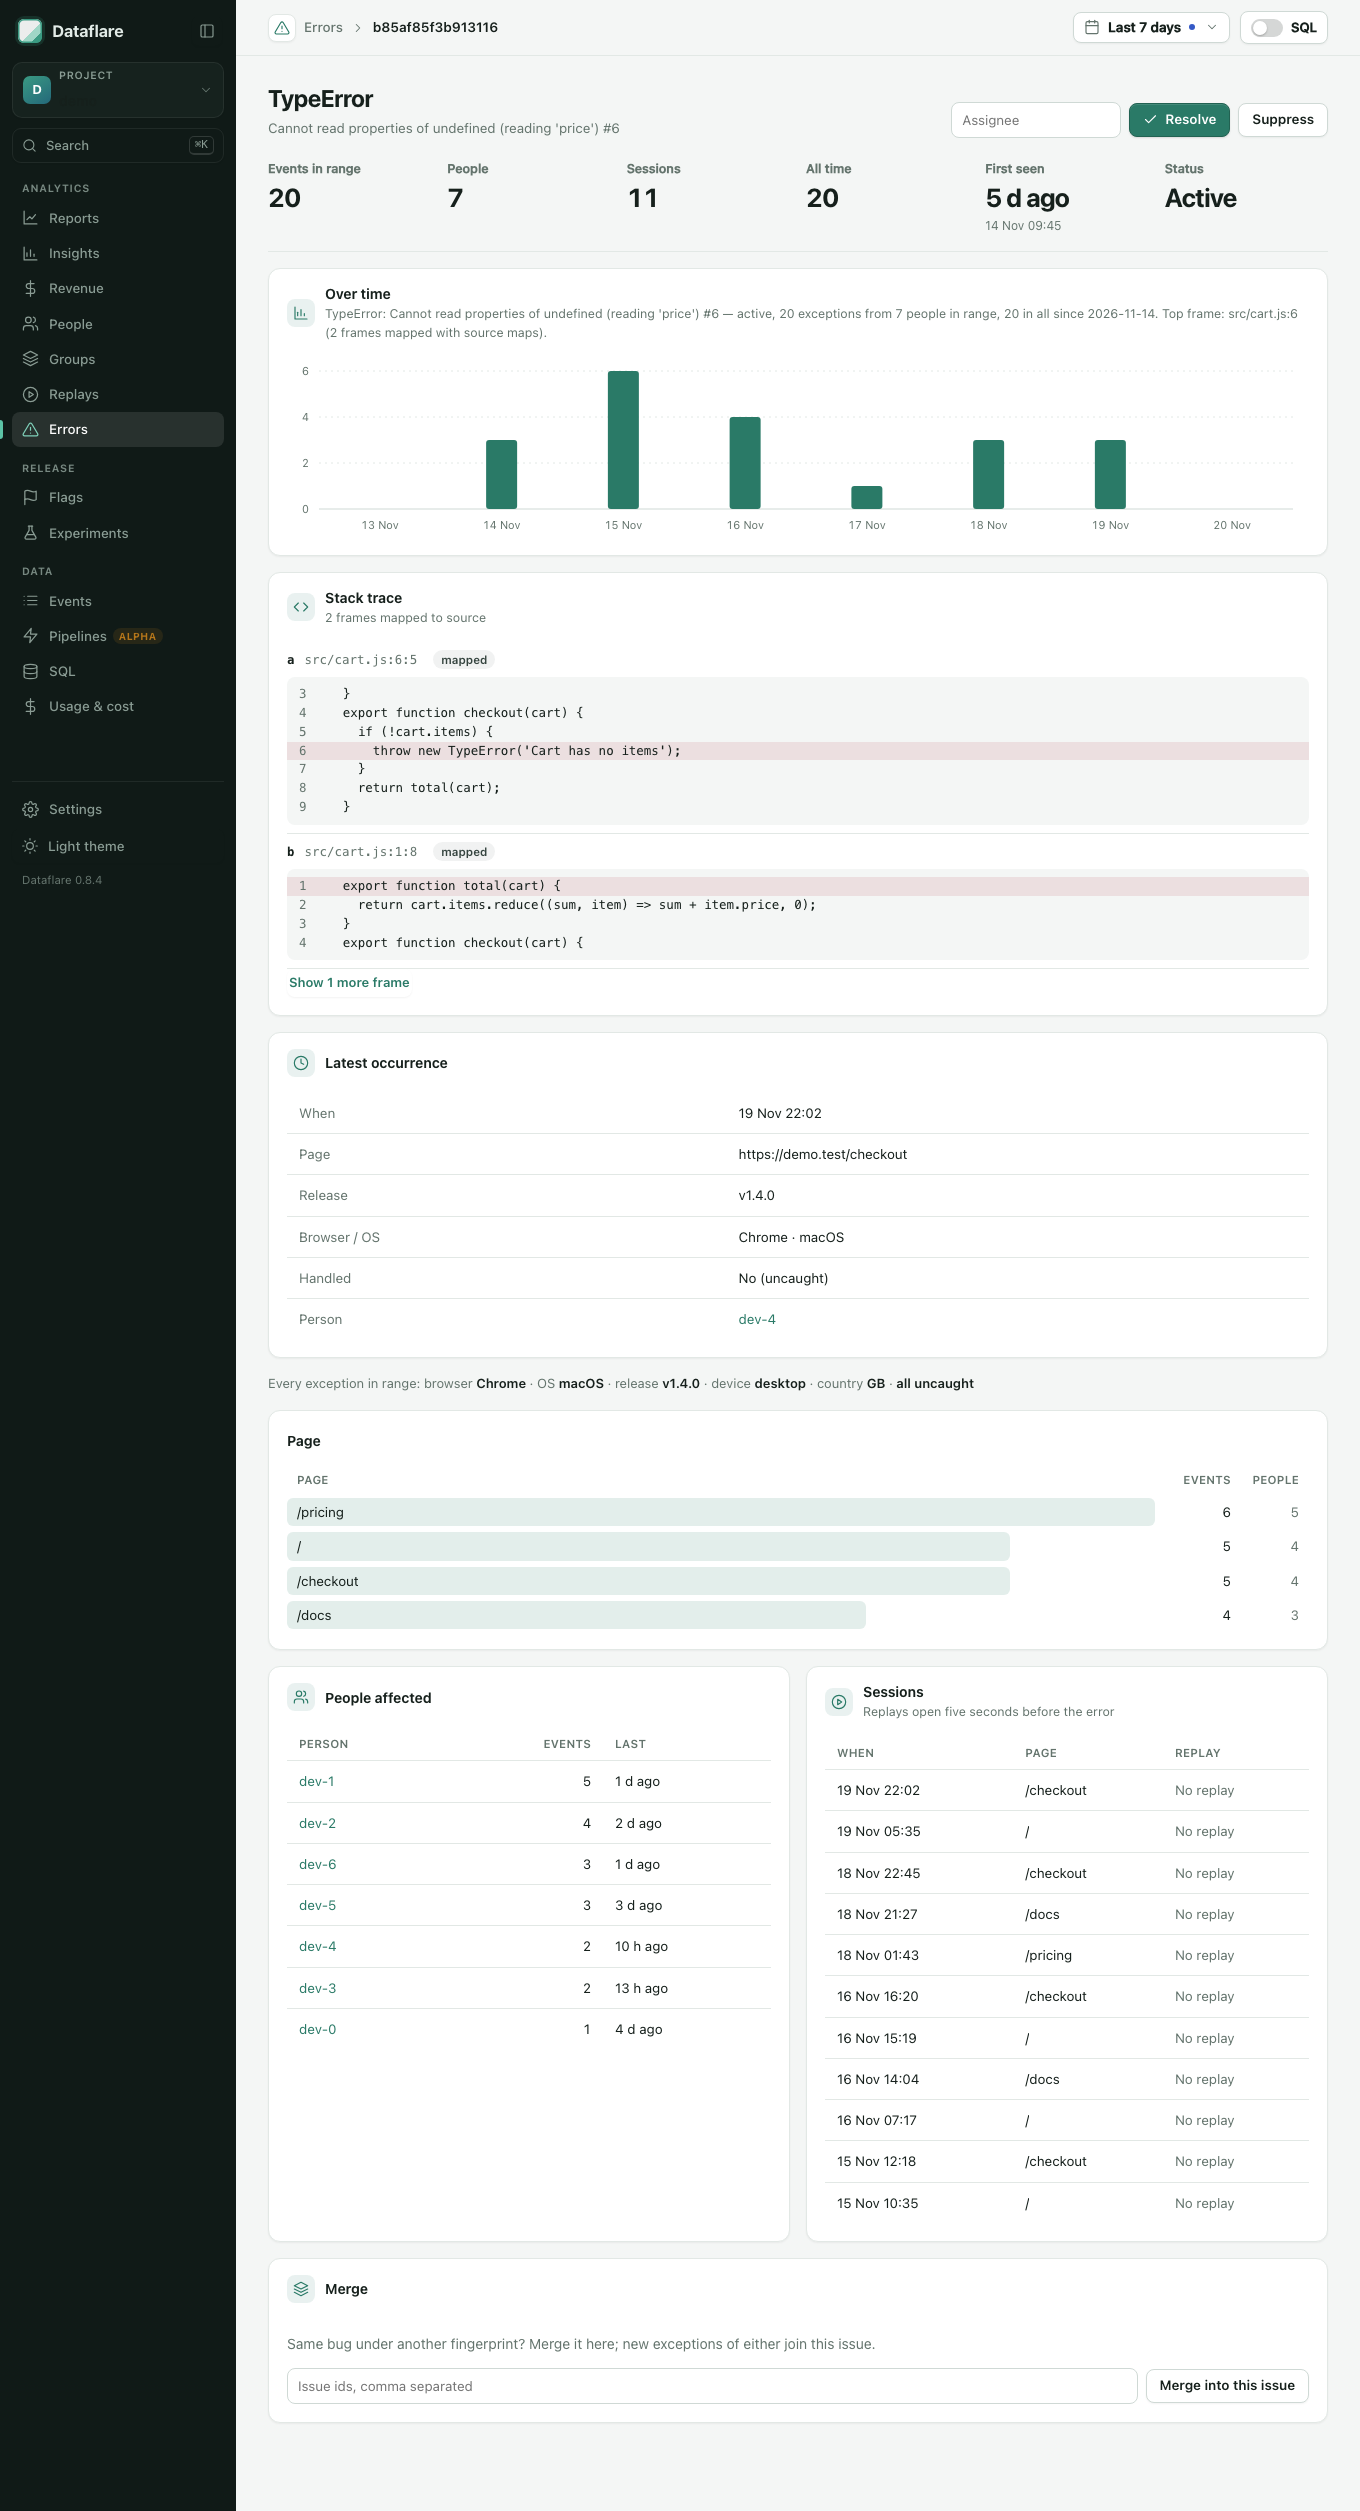 Dataflare
PROJECT
D
Search ⌘K
ANALYTICS
Reports
Insights
Revenue
People
Groups
Replays
Errors
RELEASE
Flags
Experiments
DATA
Events
Pipelines ALPHA
SQL
Usage & cost
Settings
Light theme
Dataflare 0.8.4
Errors > b85af85f3b913116
Last 7 days
SQL
TypeError
Cannot read properties of undefined (reading 'price') #6
Assignee
Resolve
Suppress
Events in range
20
People
7
Sessions
11
All time
20
First seen
5 d ago
14 Nov 09:45
Status
Active
Over time
TypeError: Cannot read properties of undefined (reading 'price') #6 — active, 20 exceptions from 7 people in range, 20 in all since 2026-11-14. Top frame: src/cart.js:6
(2 frames mapped with source maps).
6
4
2
0
13 Nov 14 Nov 15 Nov 16 Nov 17 Nov 18 Nov 19 Nov 20 Nov
Stack trace
2 frames mapped to source
a src/cart.js:6:5 mapped
3 }
4 export function checkout(cart) {
5 if (!cart.items) {
6 throw new TypeError('Cart has no items');
7 }
8 return total(cart);
9 }
b src/cart.js:1:8 mapped
1 export function total(cart) {
2 return cart.items.reduce((sum, item) => sum + item.price, 0);
3 }
4 export function checkout(cart) {
Show 1 more frame
Latest occurrence
When 19 Nov 22:02
Page https://demo.test/checkout
Release v1.4.0
Browser / OS Chrome · macOS
Handled No (uncaught)
Person dev-4
Every exception in range: browser Chrome · OS macOS · release v1.4.0 · device desktop · country GB · all uncaught
Page
PAGE EVENTS PEOPLE
/pricing 6 5
/ 5 4
/checkout 5 4
/docs 4 3
People affected
PERSON EVENTS LAST
dev-1 5 1 d ago
dev-2 4 2 d ago
dev-6 3 1 d ago
dev-5 3 3 d ago
dev-4 2 10 h ago
dev-3 2 13 h ago
dev-0 1 4 d ago
Sessions
Replays open five seconds before the error
WHEN PAGE REPLAY
19 Nov 22:02 /checkout No replay
19 Nov 05:35 / No replay
18 Nov 22:45 /checkout No replay
18 Nov 21:27 /docs No replay
18 Nov 01:43 /pricing No replay
16 Nov 16:20 /checkout No replay
16 Nov 15:19 / No replay
16 Nov 14:04 /docs No replay
16 Nov 07:17 / No replay
15 Nov 12:18 /checkout No replay
15 Nov 10:35 / No replay
Merge
Same bug under another fingerprint? Merge it here; new exceptions of either join this issue.
Issue ids, comma separated
Merge into this issue